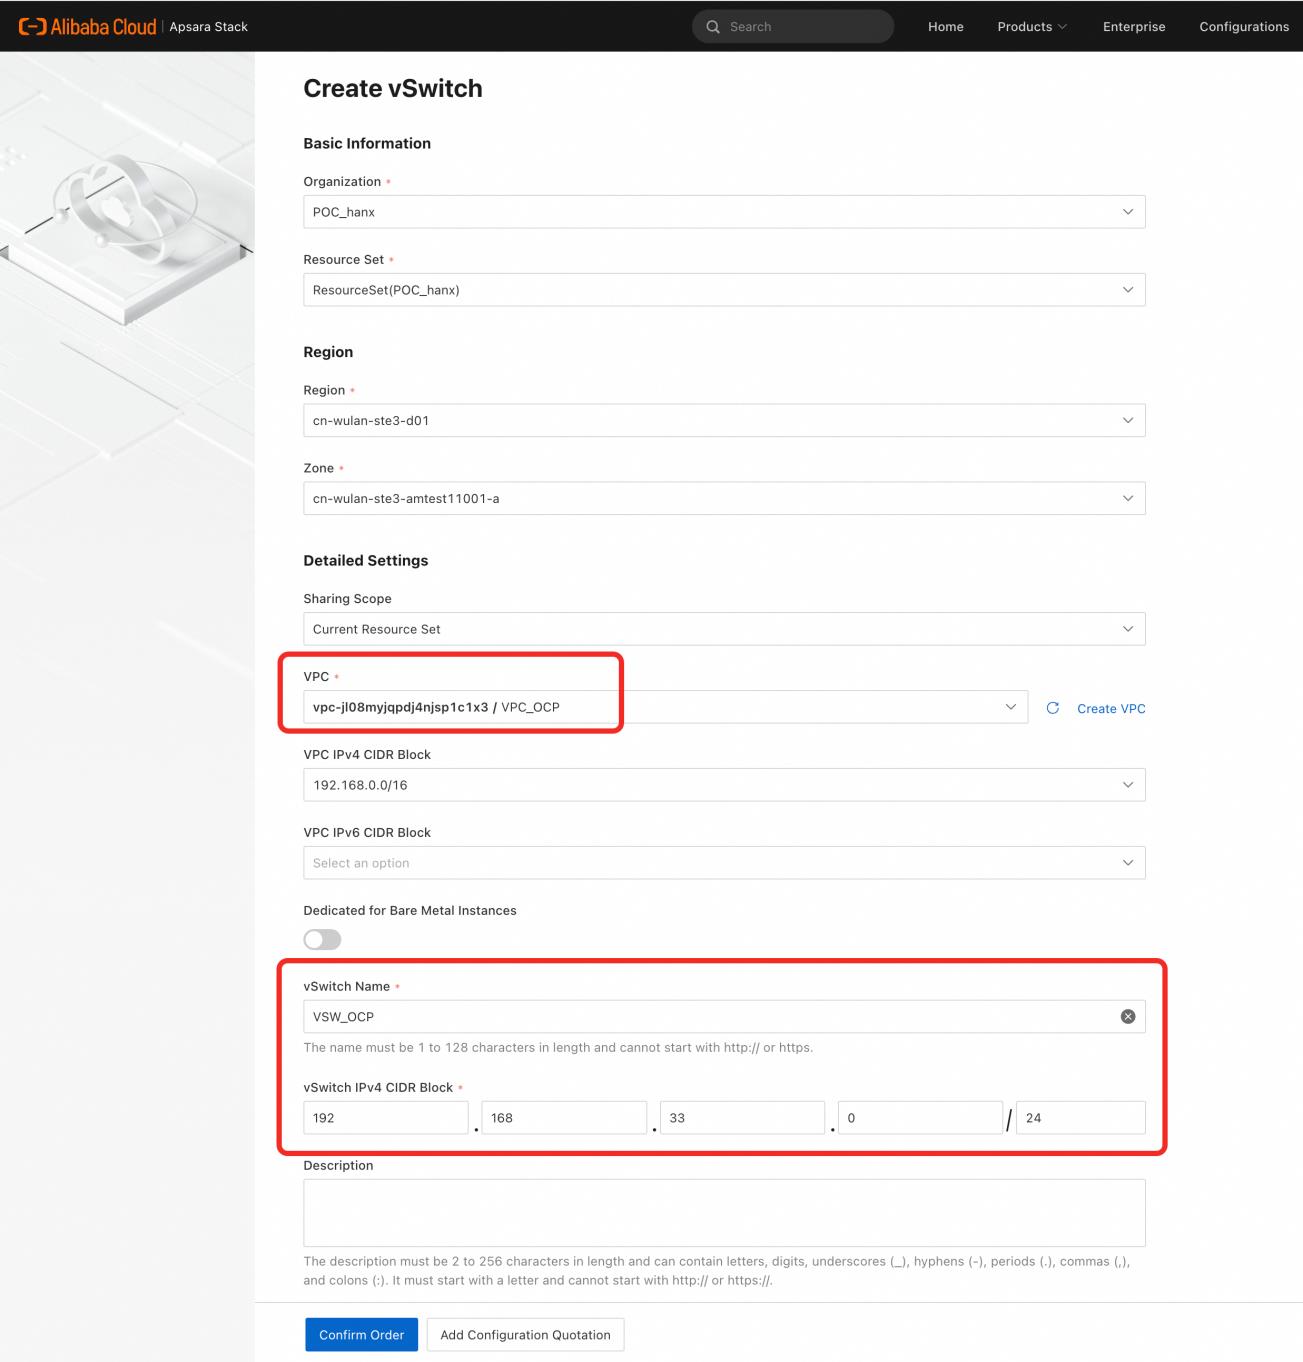 Alibaba Cloud | Apsara Stack
Search
Home
Products
Enterprise
Configurations
Create vSwitch
Basic Information
Organization *
POC_hanx
Resource Set *
ResourceSet(POC_hanx)
Region
Region *
cn-wulan-ste3-d01
Zone *
cn-wulan-ste3-amtest11001-a
Detailed Settings
Sharing Scope
Current Resource Set
VPC *
vpc-jl08myjqpdj4njsp1c1x3 / VPC_OCP
Create VPC
VPC IPv4 CIDR Block
192.168.0.0/16
VPC IPv6 CIDR Block
Select an option
Dedicated for Bare Metal Instances
vSwitch Name *
VSW_OCP
The name must be 1 to 128 characters in length and cannot start with http:// or https.
vSwitch IPv4 CIDR Block *
192 . 168 . 33 . 0 / 24
Description
The description must be 2 to 256 characters in length and can contain letters, digits, underscores (_), hyphens (-), periods (.), commas (,),
and colons (:). It must start with a letter and cannot start with http:// or https://.
Confirm Order
Add Configuration Quotation